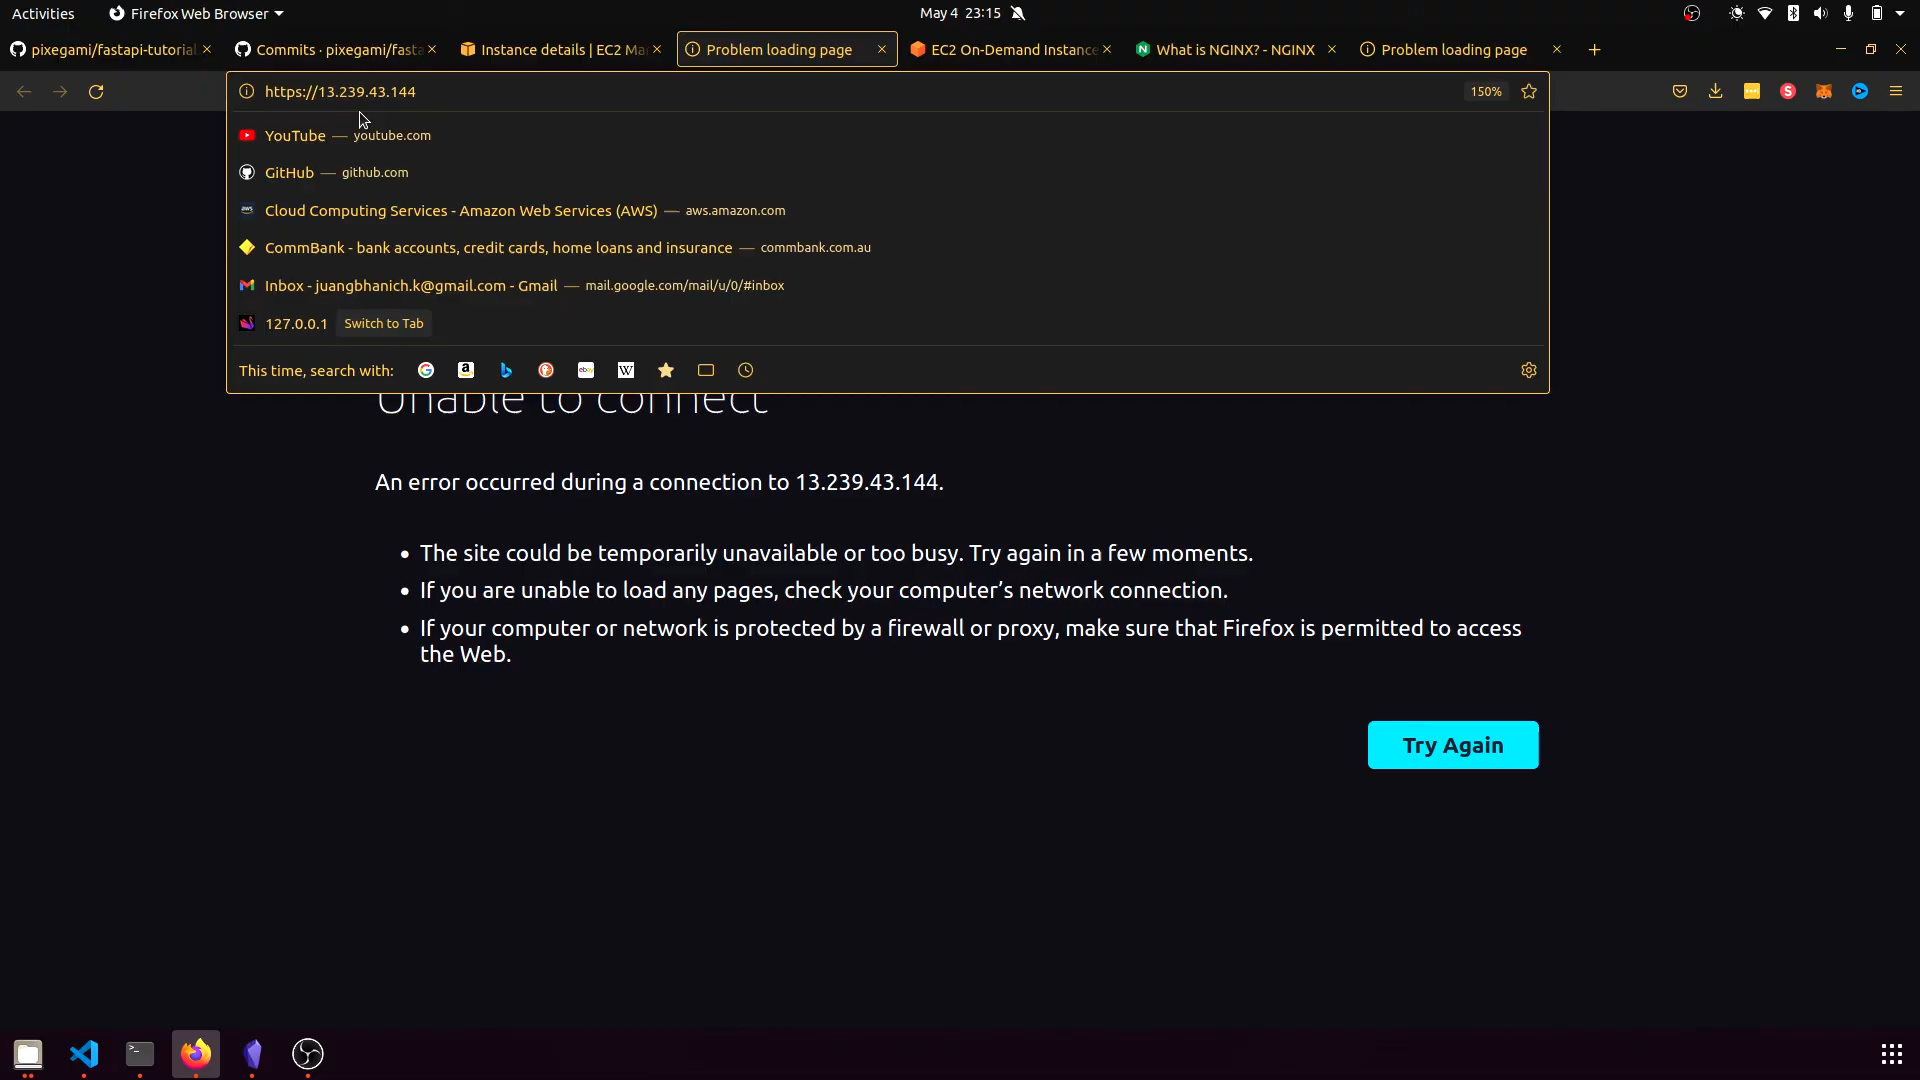 Activities
Firefox Web Browser
May 4 23:15
pixegami/fastapi-tutorial
Commits · pixegami/fasta
Instance details | EC2 Ma
Problem loading page
EC2 On-Demand Instance
What is NGINX? - NGINX
Problem loading page
https://13.239.43.144
150%
YouTube — youtube.com
GitHub — github.com
Cloud Computing Services - Amazon Web Services (AWS) — aws.amazon.com
CommBank - bank accounts, credit cards, home loans and insurance — commbank.com.au
Inbox - juangbhanich.k@gmail.com - Gmail — mail.google.com/mail/u/0/#inbox
127.0.0.1 Switch to Tab
This time, search with:
Unable to connect
An error occurred during a connection to 13.239.43.144.
• The site could be temporarily unavailable or too busy. Try again in a few moments.
• If you are unable to load any pages, check your computer’s network connection.
• If your computer or network is protected by a firewall or proxy, make sure that Firefox is permitted to access
the Web.
Try Again